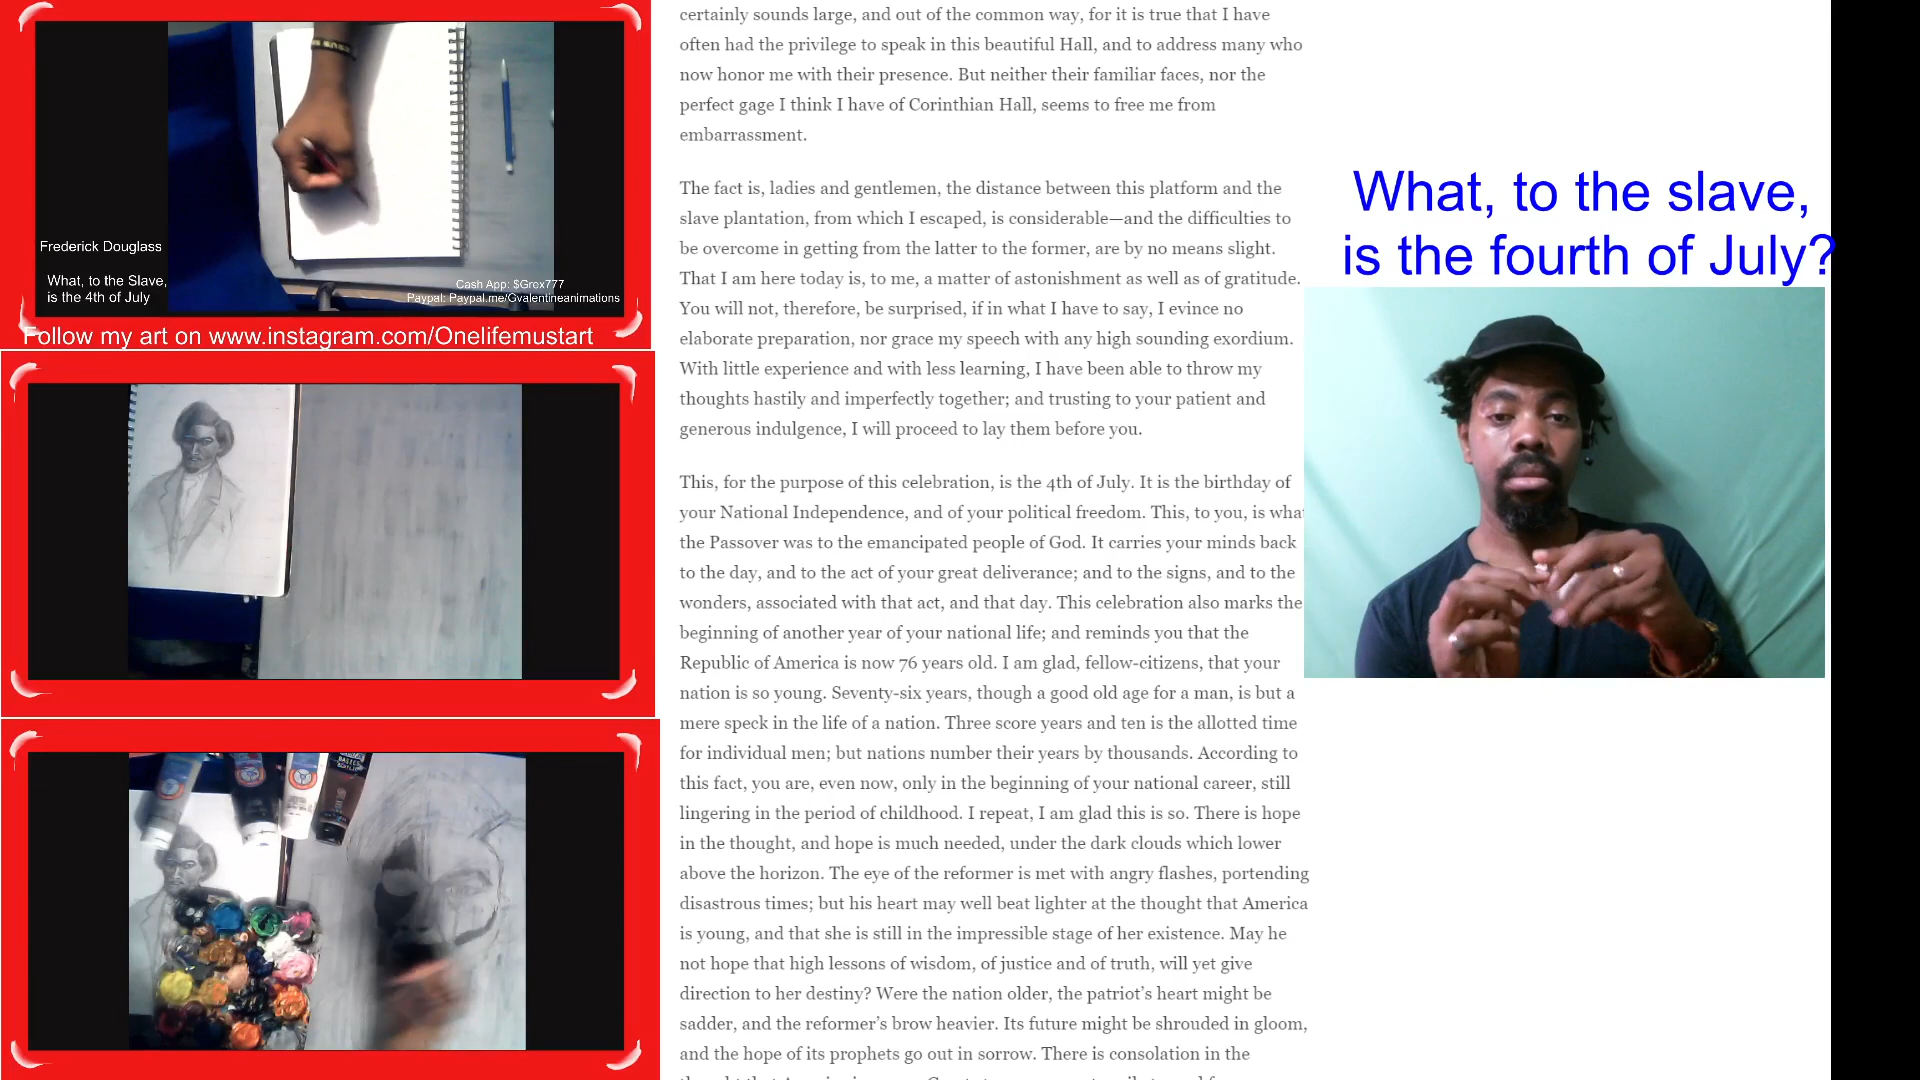 Frederick Douglass
What, to the Slave,
is the 4th of July
Cash App: $Grox777
Paypal: Paypal.me/Gvalentineanimations
Follow my art on www.instagram.com/Onelifemustart
certainly sounds large, and out of the common way, for it is true that I have
often had the privilege to speak in this beautiful Hall, and to address many who
now honor me with their presence. But neither their familiar faces, nor the
perfect gage I think I have of Corinthian Hall, seems to free me from
embarrassment.
The fact is, ladies and gentlemen, the distance between this platform and the
slave plantation, from which I escaped, is considerable—and the difficulties to
be overcome in getting from the latter to the former, are by no means slight.
That I am here today is, to me, a matter of astonishment as well as of gratitude.
You will not, therefore, be surprised, if in what I have to say, I evince no
elaborate preparation, nor grace my speech with any high sounding exordium.
With little experience and with less learning, I have been able to throw my
thoughts hastily and imperfectly together; and trusting to your patient and
generous indulgence, I will proceed to lay them before you.
This, for the purpose of this celebration, is the 4th of July. It is the birthday of
your National Independence, and of your political freedom. This, to you, is what
the Passover was to the emancipated people of God. It carries your minds back
to the day, and to the act of your great deliverance; and to the signs, and to the
wonders, associated with that act, and that day. This celebration also marks the
beginning of another year of your national life; and reminds you that the
Republic of America is now 76 years old. I am glad, fellow-citizens, that your
nation is so young. Seventy-six years, though a good old age for a man, is but a
mere speck in the life of a nation. Three score years and ten is the allotted time
for individual men; but nations number their years by thousands. According to
this fact, you are, even now, only in the beginning of your national career, still
lingering in the period of childhood. I repeat, I am glad this is so. There is hope
in the thought, and hope is much needed, under the dark clouds which lower
above the horizon. The eye of the reformer is met with angry flashes, portending
disastrous times; but his heart may well beat lighter at the thought that America
is young, and that she is still in the impressible stage of her existence. May he
not hope that high lessons of wisdom, of justice and of truth, will yet give
direction to her destiny? Were the nation older, the patriot's heart might be
sadder, and the reformer's brow heavier. Its future might be shrouded in gloom,
and the hope of its prophets go out in sorrow. There is consolation in the
What, to the slave,
is the fourth of July?
BASICS